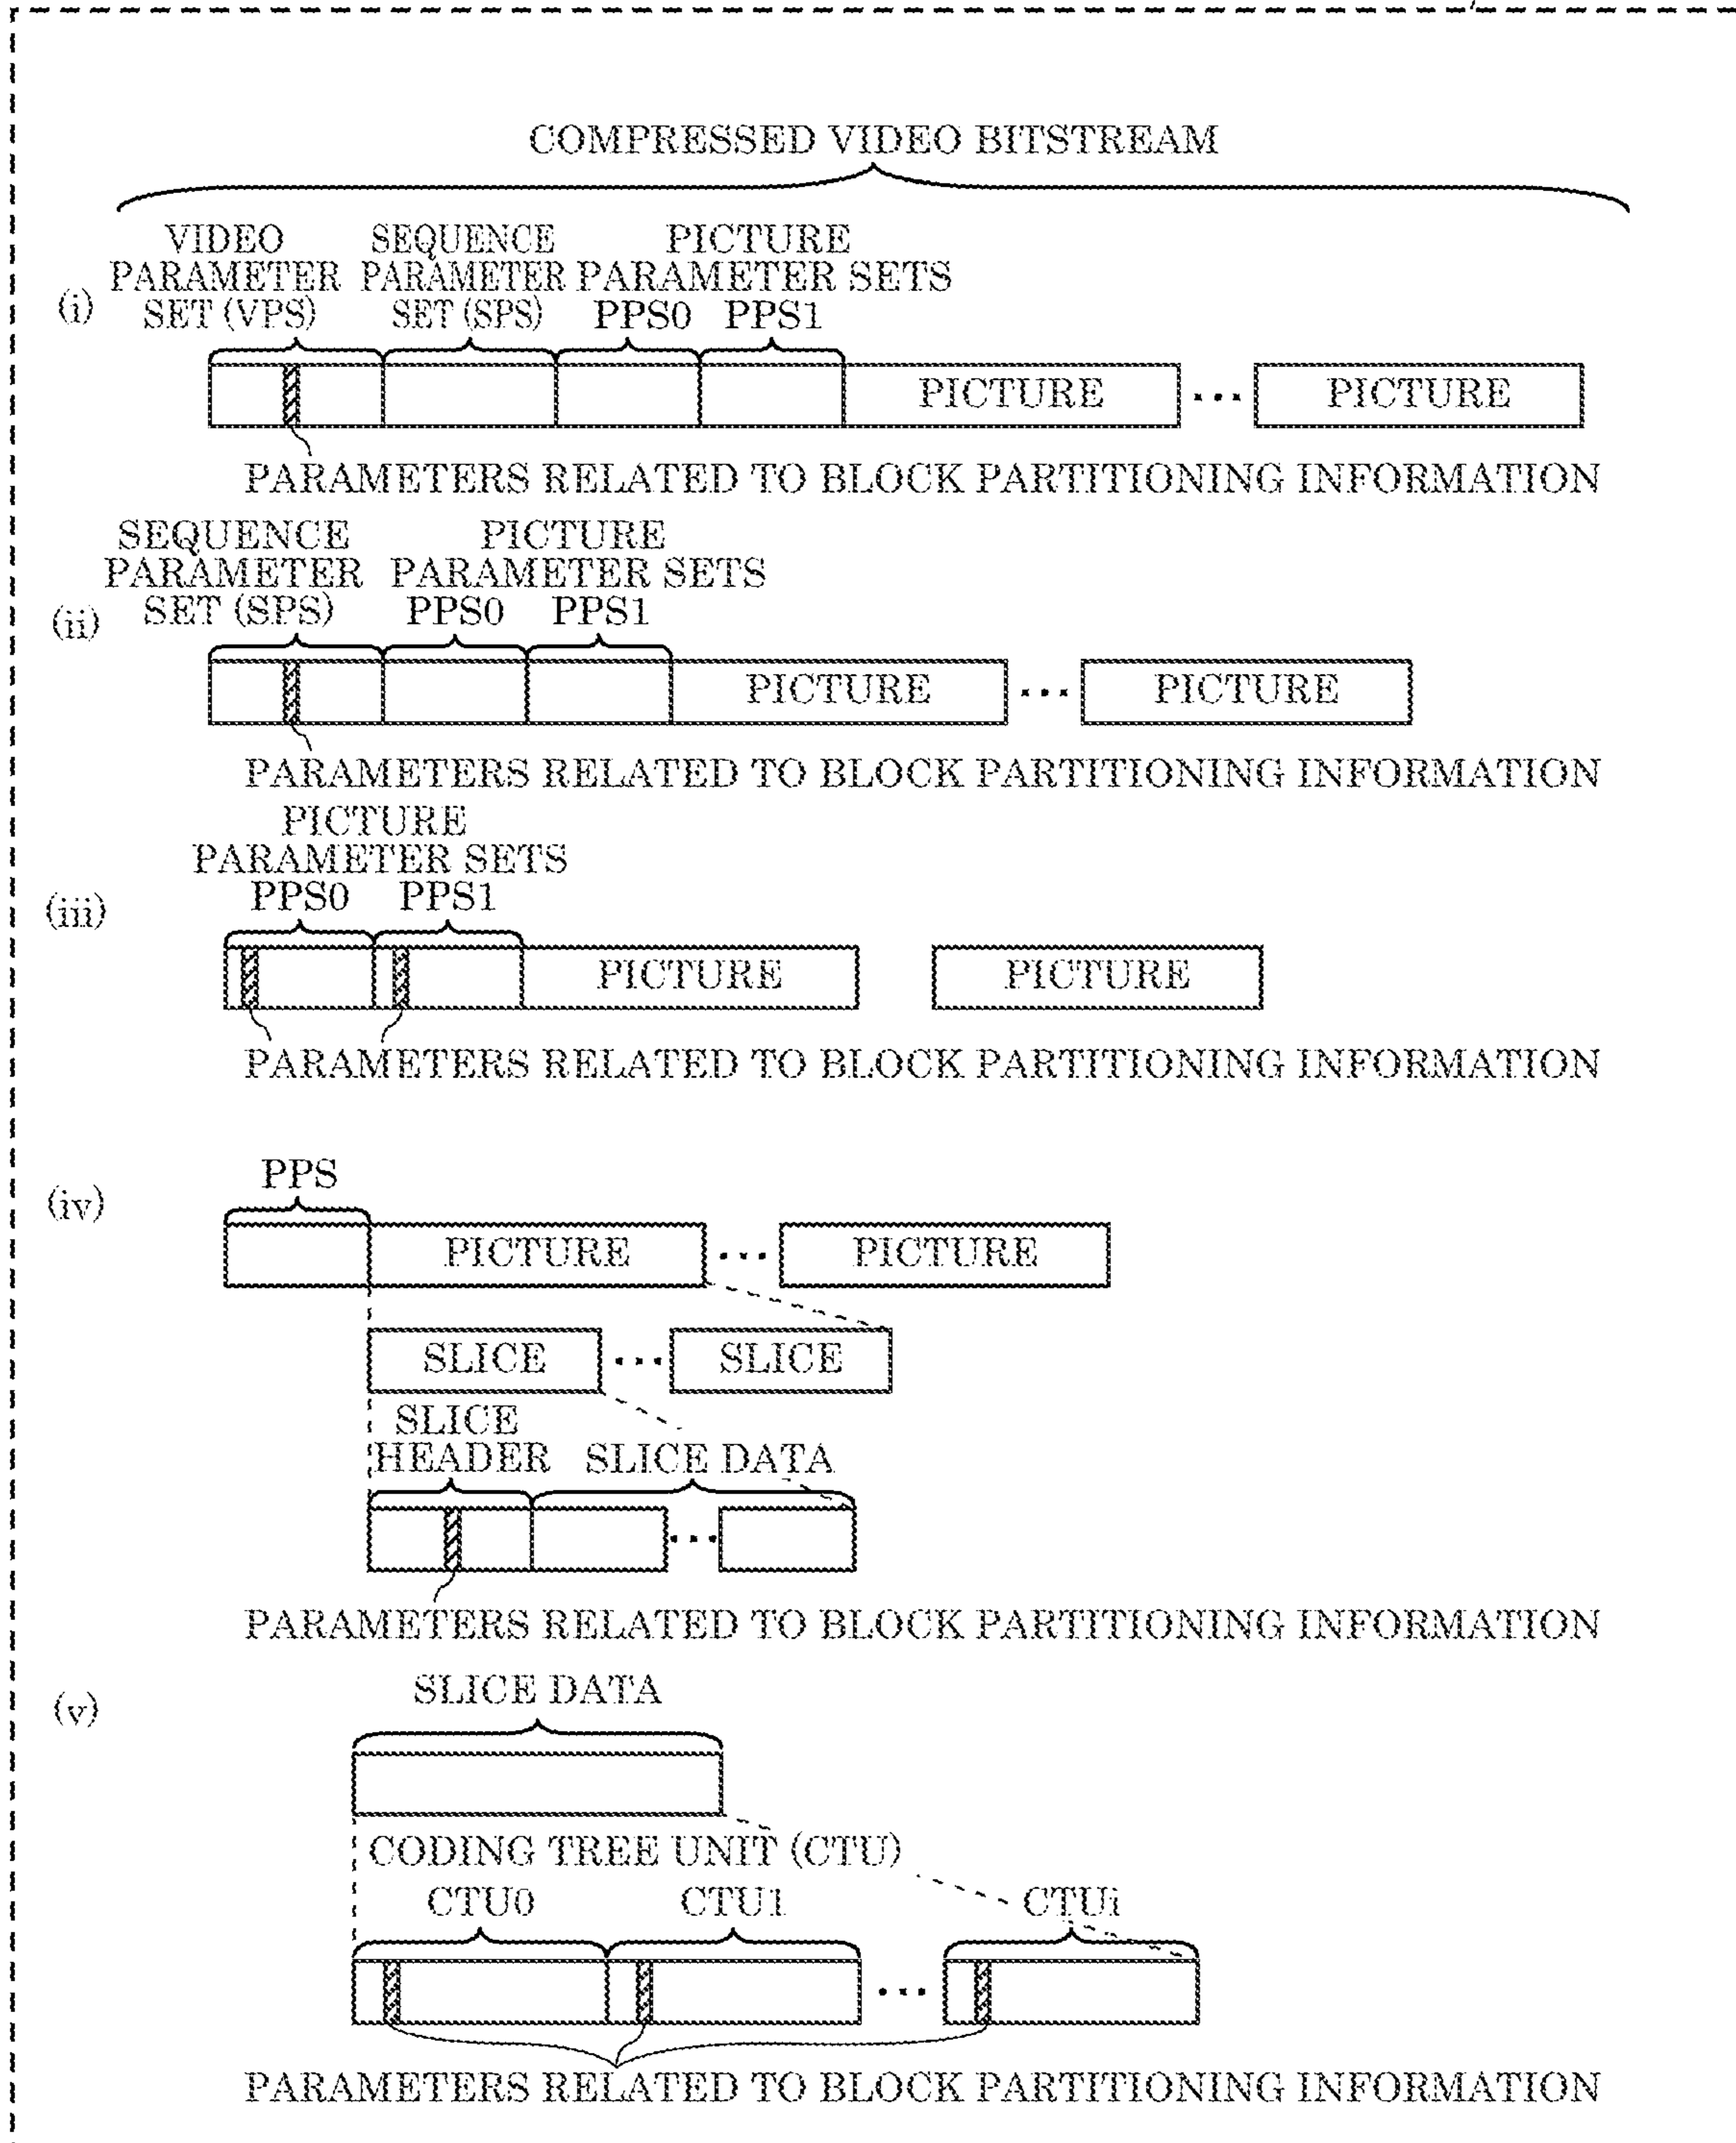 COMPRESSED VIDEO BITSTREAM
VIDEO SEQUENCE PICTURE
PARAMETER PARAMETER PARAMETER SETS
(i) SET (VPS) SET (SPS) PPS0 PPS1
PICTURE ... PICTURE
PARAMETERS RELATED TO BLOCK PARTITIONING INFORMATION
SEQUENCE PICTURE
PARAMETER PARAMETER SETS
(ii) SET (SPS) PPS0 PPS1
PICTURE ... PICTURE
PARAMETERS RELATED TO BLOCK PARTITIONING INFORMATION
PICTURE
PARAMETER SETS
(iii) PPS0 PPS1
PICTURE PICTURE
PARAMETERS RELATED TO BLOCK PARTITIONING INFORMATION
PPS
(iv)
PICTURE ... PICTURE
SLICE ... SLICE
SLICE
HEADER SLICE DATA
...
PARAMETERS RELATED TO BLOCK PARTITIONING INFORMATION
SLICE DATA
(v)
CODING TREE UNIT (CTU)
CTU0 CTU1 CTUi
...
PARAMETERS RELATED TO BLOCK PARTITIONING INFORMATION